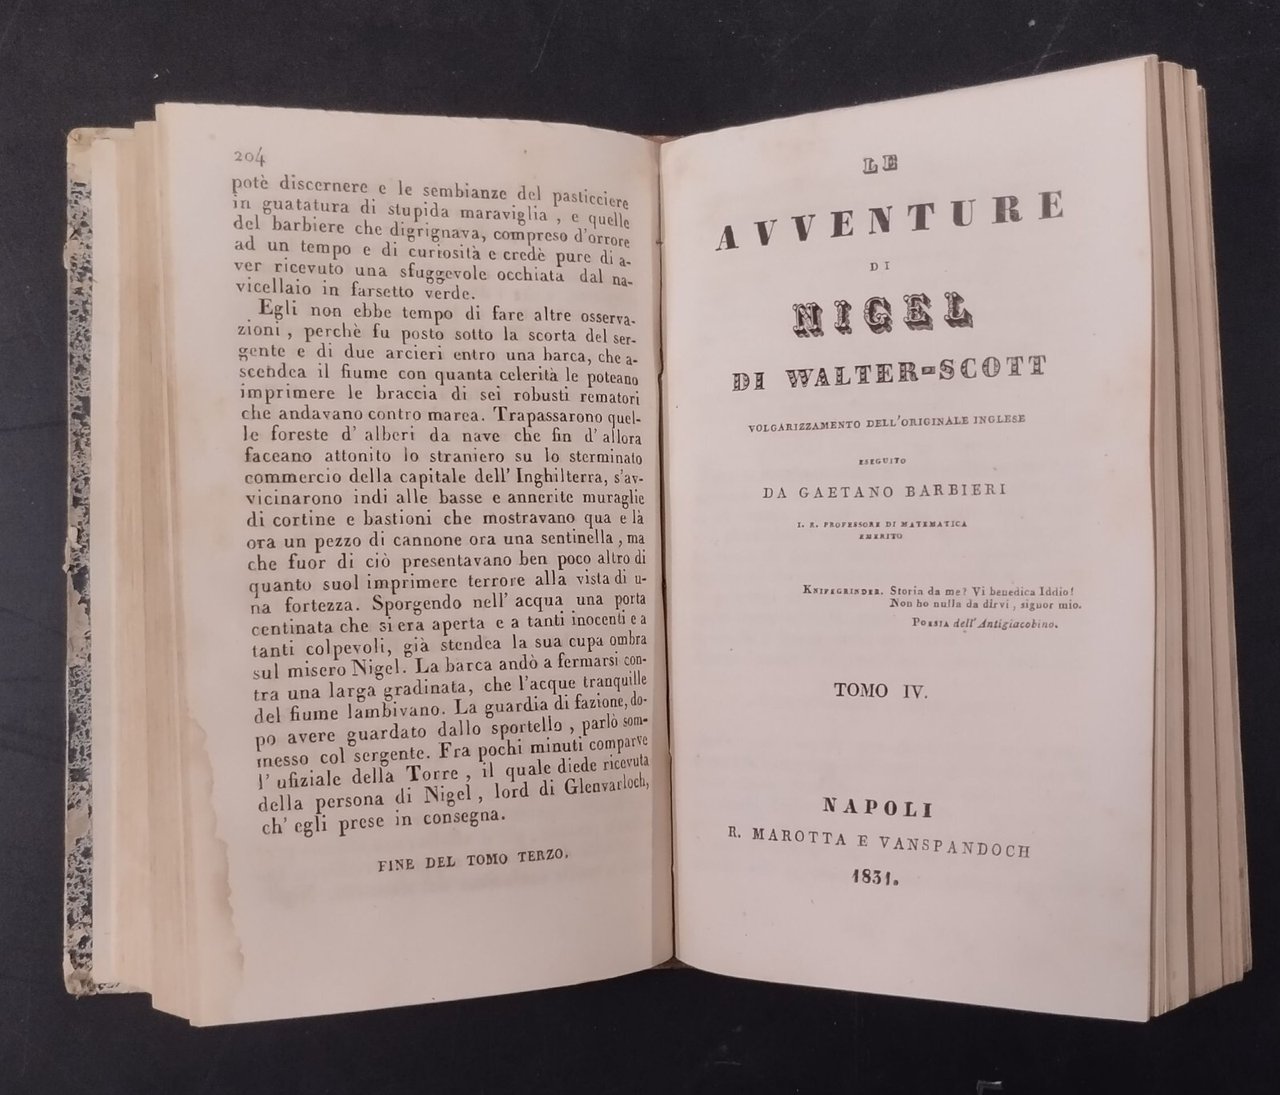 204
potè discernere e le sembianze del pasticciere
in guatatura di stupida maraviglia , e quelle
del barbiere che digrignava, compreso d'orrore
ad un tempo e di curiosità e credè pure di a-
ver ricevuto una sfuggevole occhiata dal na-
vicellaio in farsetto verde.
Egli non ebbe tempo di fare altre osserva-
zioni , perchè fu posto sotto la scorta del ser-
gente e di due arcieri entro una barca, che a-
scendea il fiume con quanta celerità le poteano
imprimere le braccia di sei robusti rematori
che andavano contro marea. Trapassarono quel-
le foreste d' alberi da nave che fin d' allora
faceano attonito lo straniero su lo sterminato
commercio della capitale dell' Inghilterra, s'av-
vicinarono indi alle basse e annerite muraglie
di cortine e bastioni che mostravano qua e là
ora un pezzo di cannone ora una sentinella , ma
che fuor di ciò presentavano ben poco altro di
quanto suol imprimere terrore alla vista di u-
na fortezza. Sporgendo nell' acqua una porta
centinata che si era aperta e a tanti inocenti e a
tanti colpevoli, già stendea la sua cupa ombra
sul misero Nigel. La barca andò a fermarsi con-
tra una larga gradinata, che l'acque tranquille
del fiume lambivano. La guardia di fazione, do-
po avere guardato dallo sportello , parlò som-
messo col sergente. Fra pochi minuti comparve
l' ufiziale della Torre , il quale diede ricevuta
della persona di Nigel , lord di Glenvarloch,
ch' egli prese in consegna.
FINE DEL TOMO TERZO.
LE
AVVENTURE
DI
NIGEL
DI WALTER-SCOTT
VOLGARIZZAMENTO DELL'ORIGINALE INGLESE
ESEGUITO
DA GAETANO BARBIERI
I. R. PROFESSORE DI MATEMATICA
EMERITO
KNIFEGRINDER. Storia da me? Vi benedica Iddio!
Non ho nulla da dirvi , signor mio.
POESIA dell' Antigiacobino.
TOMO IV.
NAPOLI
R. MAROTTA E VANSPANDOCH
1831.